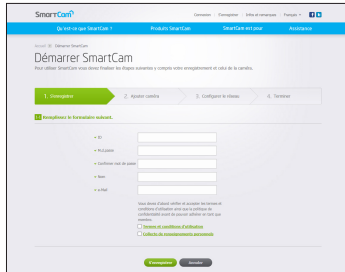 SmartCam
Connexion Enregistrer Infos et remarques Français
Qu'est-ce que SmartCam ? Produits SmartCam SmartCam est pour Assistance
Accueil Démarrer SmartCam
Démarrer SmartCam
Pour utiliser SmartCam vous devez finaliser les étapes suivantes y compris votre enregistrement et celui de la caméra.
1. S'enregistrer 2. Ajouter caméra 3. Configurer le réseau 4. Terminer
Remplissez le formulaire suivant.
ID
Mot passe
Confirmer mot de passe
Nom
e-Mail
Vous devez d'abord vérifier et accepter les termes et
conditions d'utilisation ainsi que la politique de
confidentialité avant de pouvoir adhérer en tant que
membre.
Termes et conditions d'utilisation
Collecte de renseignements personnels
S'enregistrer Annuler